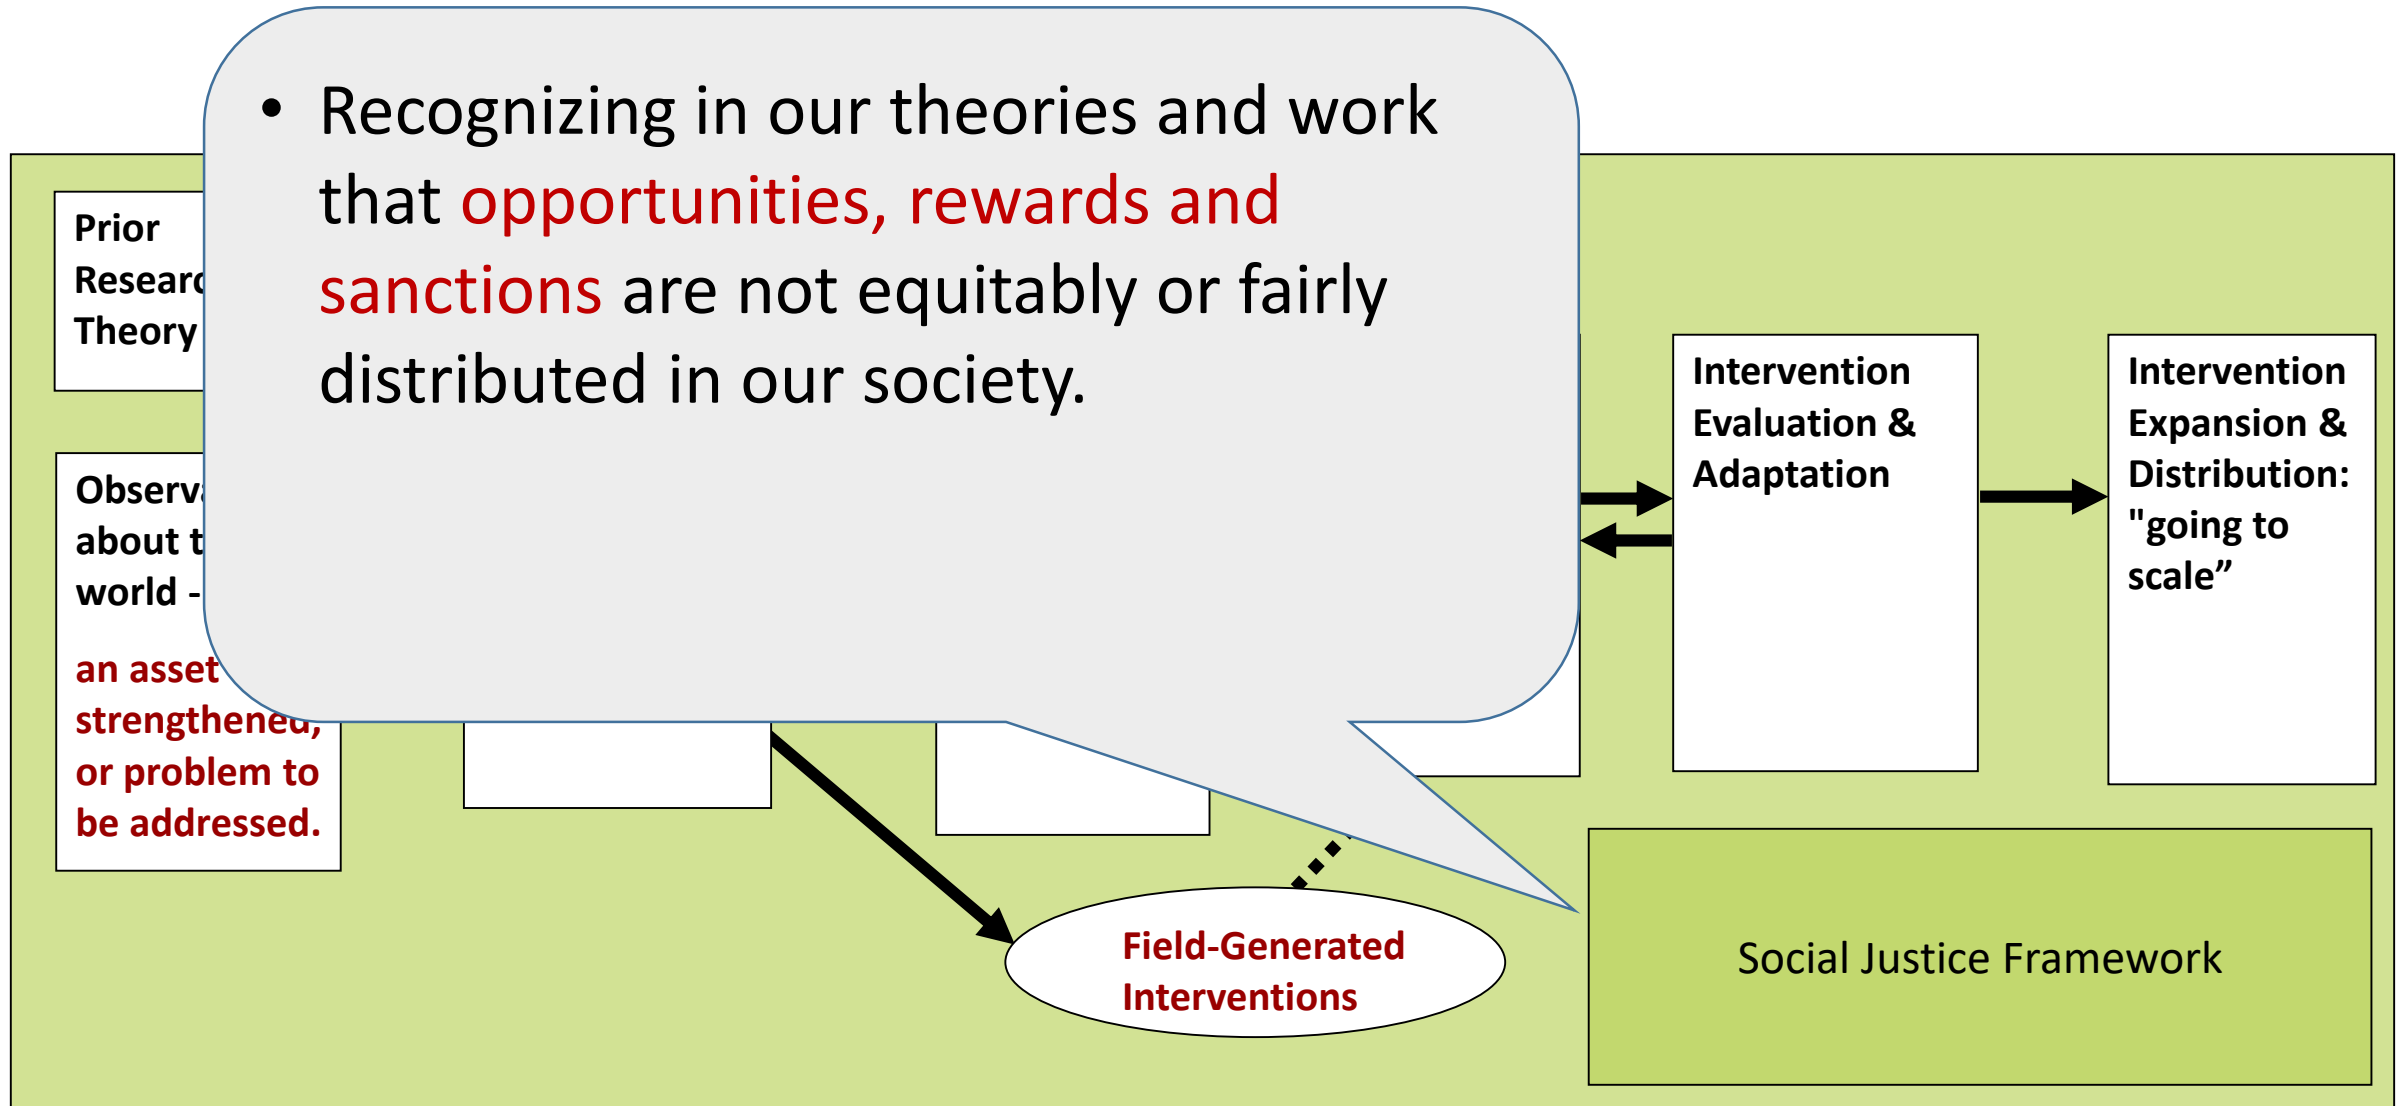 • Recognizing in our theories and work
that opportunities, rewards and
sanctions are not equitably or fairly
distributed in our society.
Prior
Theory
about
world -
an asset
strengthened,
or problem to
be addressed.
Intervention
Evaluation &
Adaptation
Intervention
Expansion &
Distribution:
"going to
scale”
Field-Generated
Interventions
Social Justice Framework